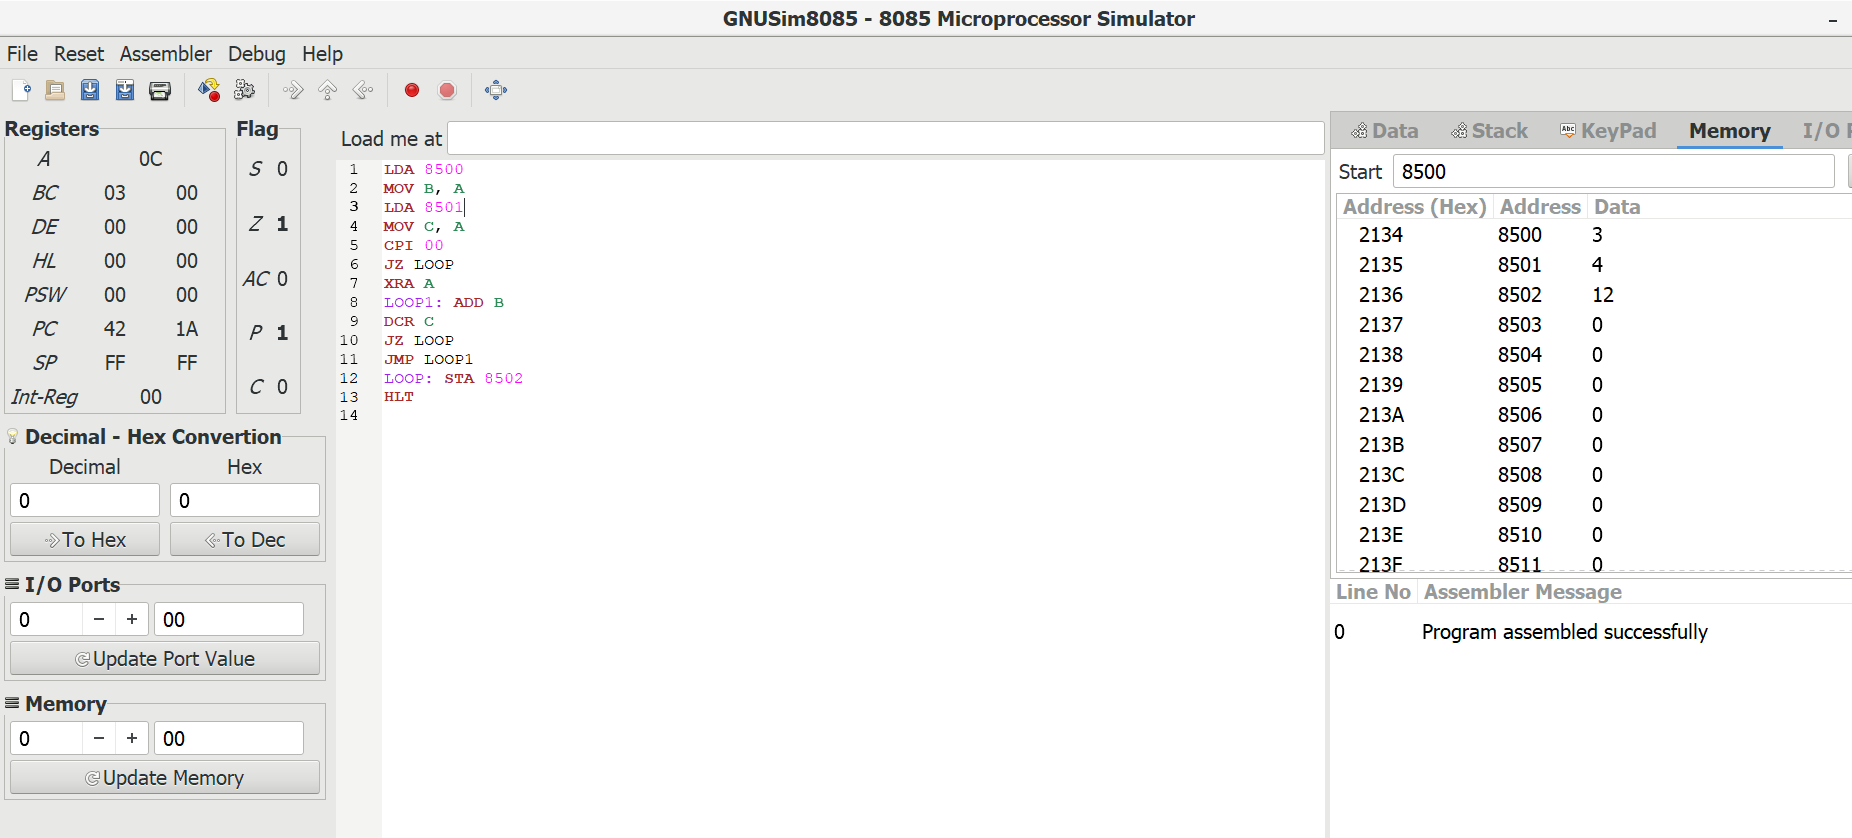 GNUSim8085 - 8085 Microprocessor Simulator
File Reset Assembler Debug Help
Registers
A 0C
BC 03 00
DE 00 00
HL 00 00
PSW 00 00
PC 42 1A
SP FF FF
Int-Reg 00
Flag
S 0
Z 1
AC 0
P 1
C 0
Decimal - Hex Convertion
Decimal Hex
0 0
To Hex To Dec
I/O Ports
0 − + 00
Update Port Value
Memory
0 − + 00
Update Memory
Load me at
1 LDA 8500
2 MOV B, A
3 LDA 8501
4 MOV C, A
5 CPI 00
6 JZ LOOP
7 XRA A
8 LOOP1: ADD B
9 DCR C
10 JZ LOOP
11 JMP LOOP1
12 LOOP: STA 8502
13 HLT
14
Data Stack Abc KeyPad Memory I/O
Start 8500
Address (Hex) Address Data
2134 8500 3
2135 8501 4
2136 8502 12
2137 8503 0
2138 8504 0
2139 8505 0
213A 8506 0
213B 8507 0
213C 8508 0
213D 8509 0
213E 8510 0
213F 8511 0
Line No Assembler Message
0 Program assembled successfully